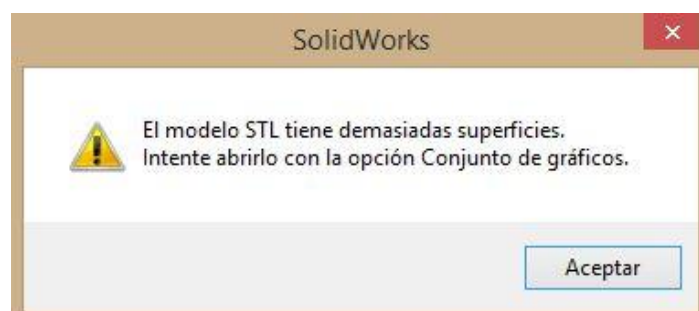 SolidWorks
El modelo STL tiene demasiadas superficies.
Intente abrirlo con la opción Conjunto de gráficos.
Aceptar